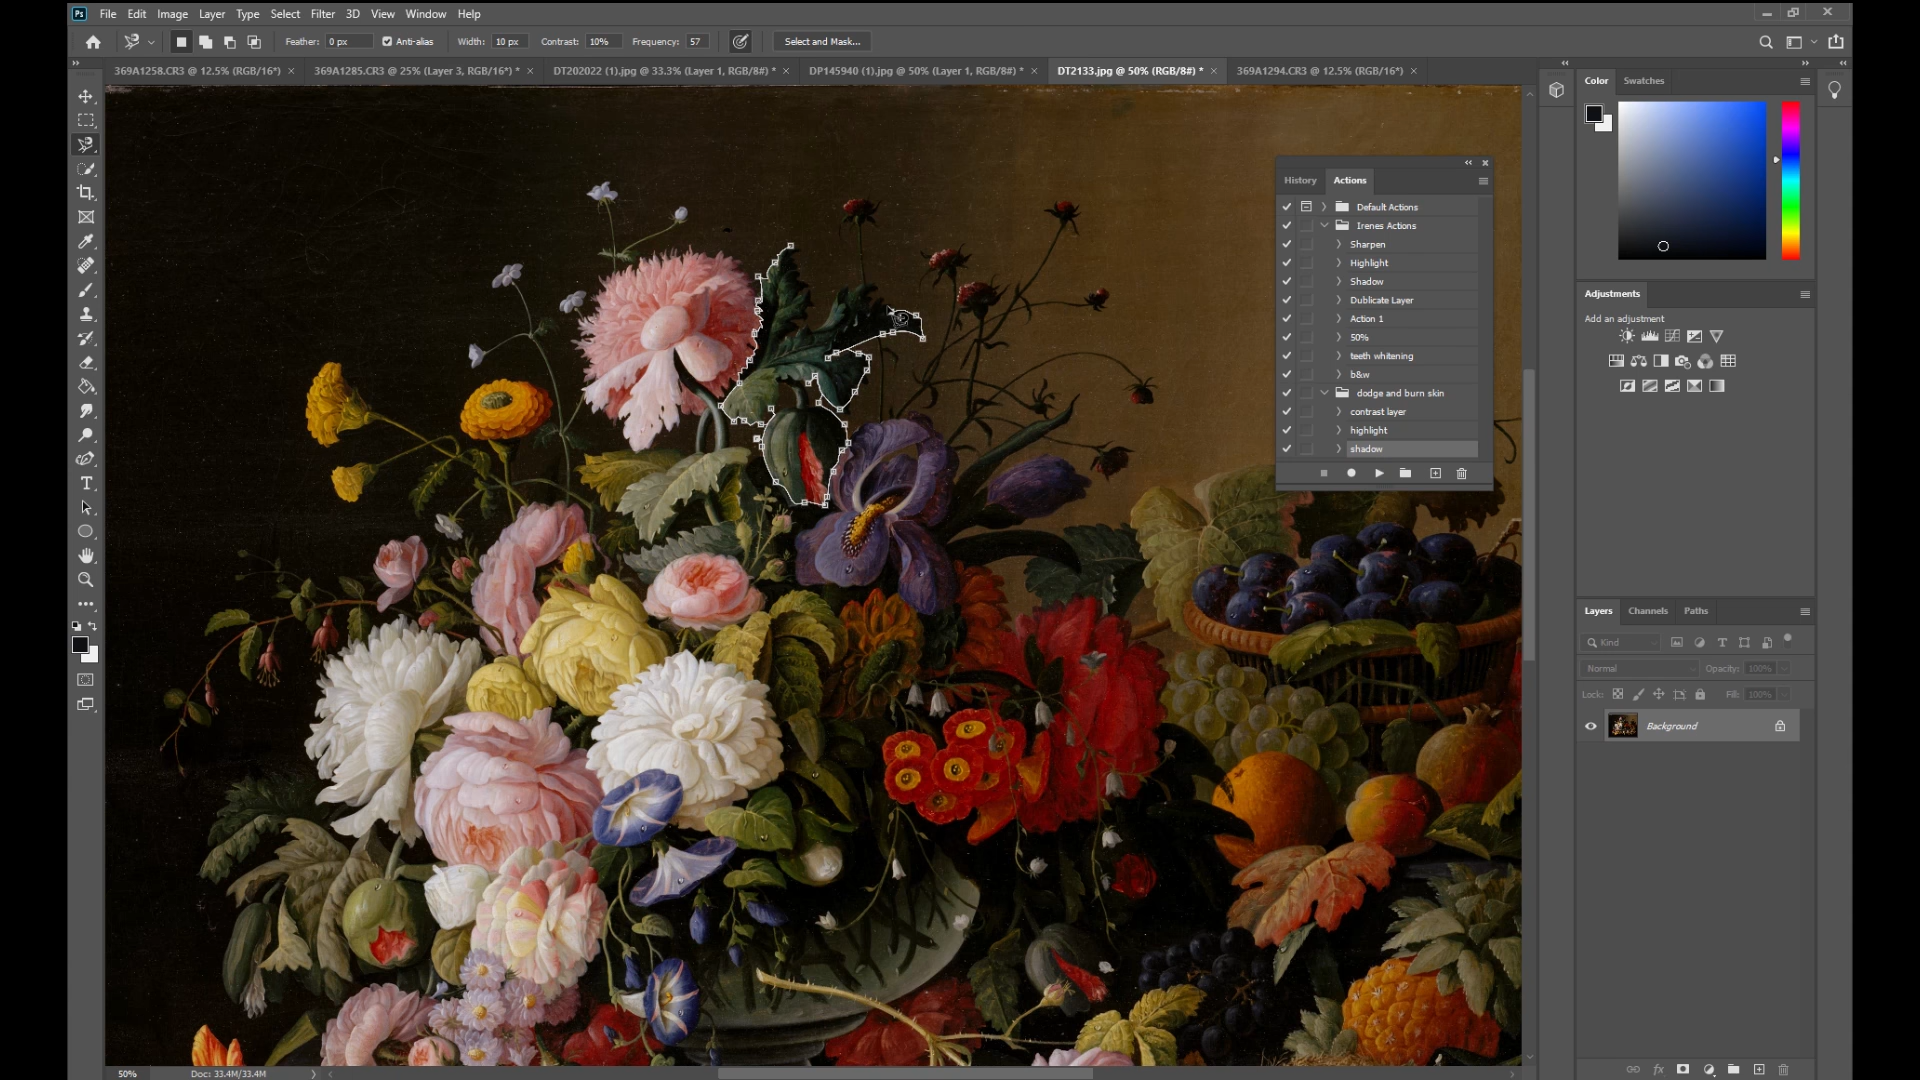 Ps File Edit Image Layer Type Select Filter 3D View Window Help
Feather: 0 px Anti-alias Width: 10 px Contrast: 10% Frequency: 57 Select and Mask...
369A1258.CR3 @ 12.5% (RGB/16*) × 369A1285.CR3 @ 25% (Layer 3, RGB/16*) * × DT202022 (1).jpg @ 33.3% (Layer 1, RGB/8#) * × DP145940 (1).jpg @ 50% (Layer 1, RGB/8#) * × DT2133.jpg @ 50% (RGB/8#) * × 369A1294.CR3 @ 12.5% (RGB/16*) ×
Color Swatches
History Actions
Default Actions
Irenes Actions
Sharpen
Highlight
Shadow
Dublicate Layer
Action 1
50%
teeth whitening
b&w
dodge and burn skin
contrast layer
highlight
shadow
Adjustments
Add an adjustment
Layers Channels Paths
Kind
Normal Opacity: 100%
Lock: Fill: 100%
Background
fx
50% Doc: 33.4M/33.4M